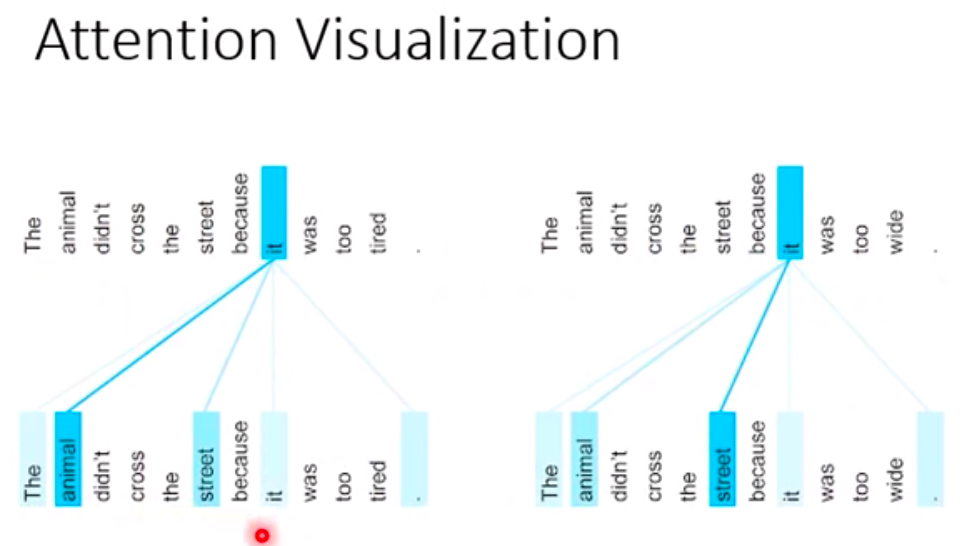 Attention Visualization
The animal didn't cross the street because it was too tired .
The animal didn't cross the street because it was too wide .
The animal didn't cross the street because it was too tired .
The animal didn't cross the street because it was too wide .